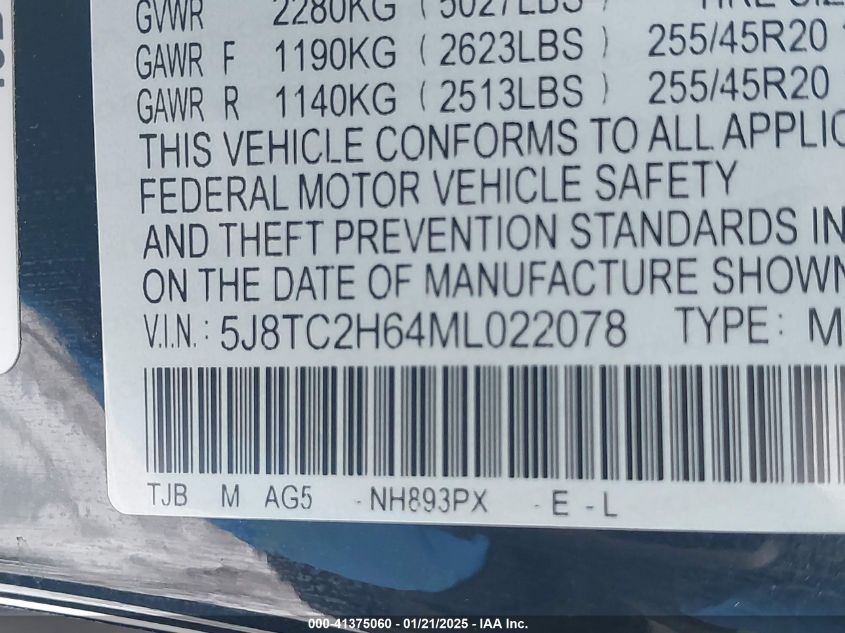 GVWR 2280KG (5027LBS)
GAWR F 1190KG (2623LBS) 255/45R20
GAWR R 1140KG (2513LBS) 255/45R20
THIS VEHICLE CONFORMS TO ALL APPLIC
FEDERAL MOTOR VEHICLE SAFETY
AND THEFT PREVENTION STANDARDS IN
ON THE DATE OF MANUFACTURE SHOWN
V.I.N.: 5J8TC2H64ML022078 TYPE: M
TJB M AG5 - NH893PX - E - L
000-41375060 - 01/21/2025 - IAA Inc.